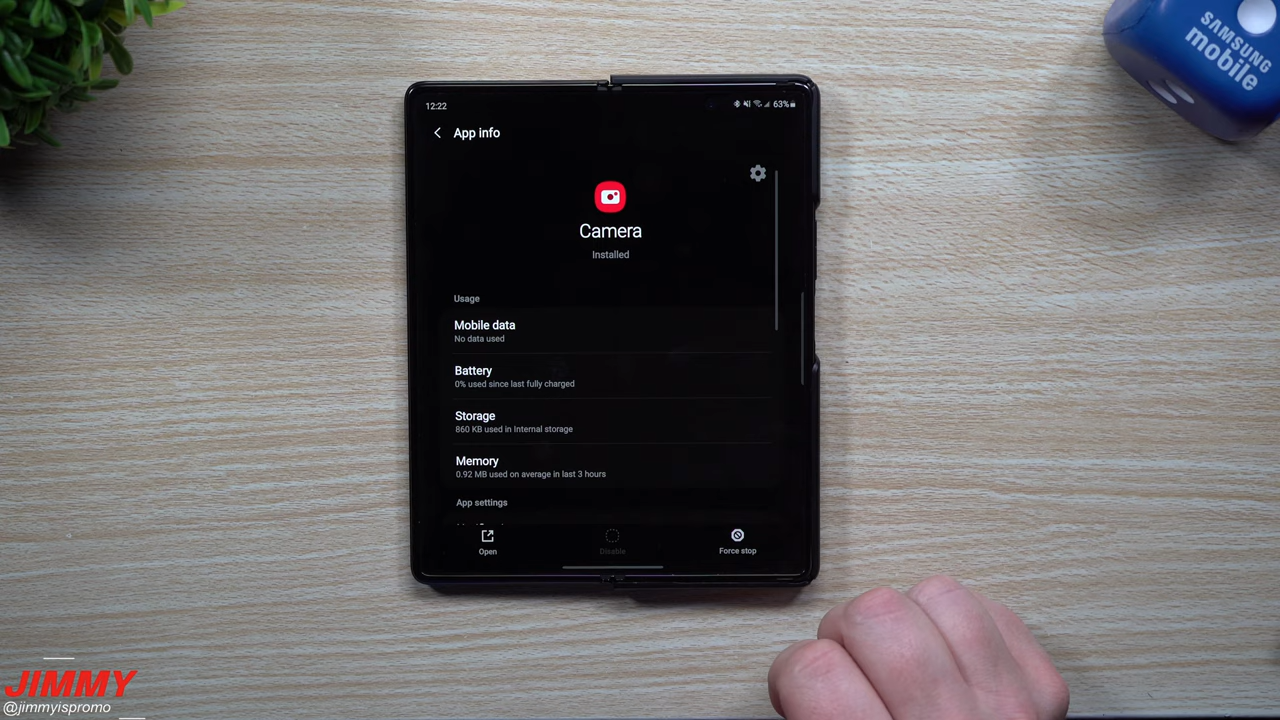 SAMSUNG
mobile
12:22
63%
App info
Camera
Installed
Usage
Mobile data
No data used
Battery
0% used since last fully charged
Storage
860 KB used in Internal storage
Memory
0.92 MB used on average in last 3 hours
App settings
Open
Disable
Force stop
JIMMY
@jimmyispromo